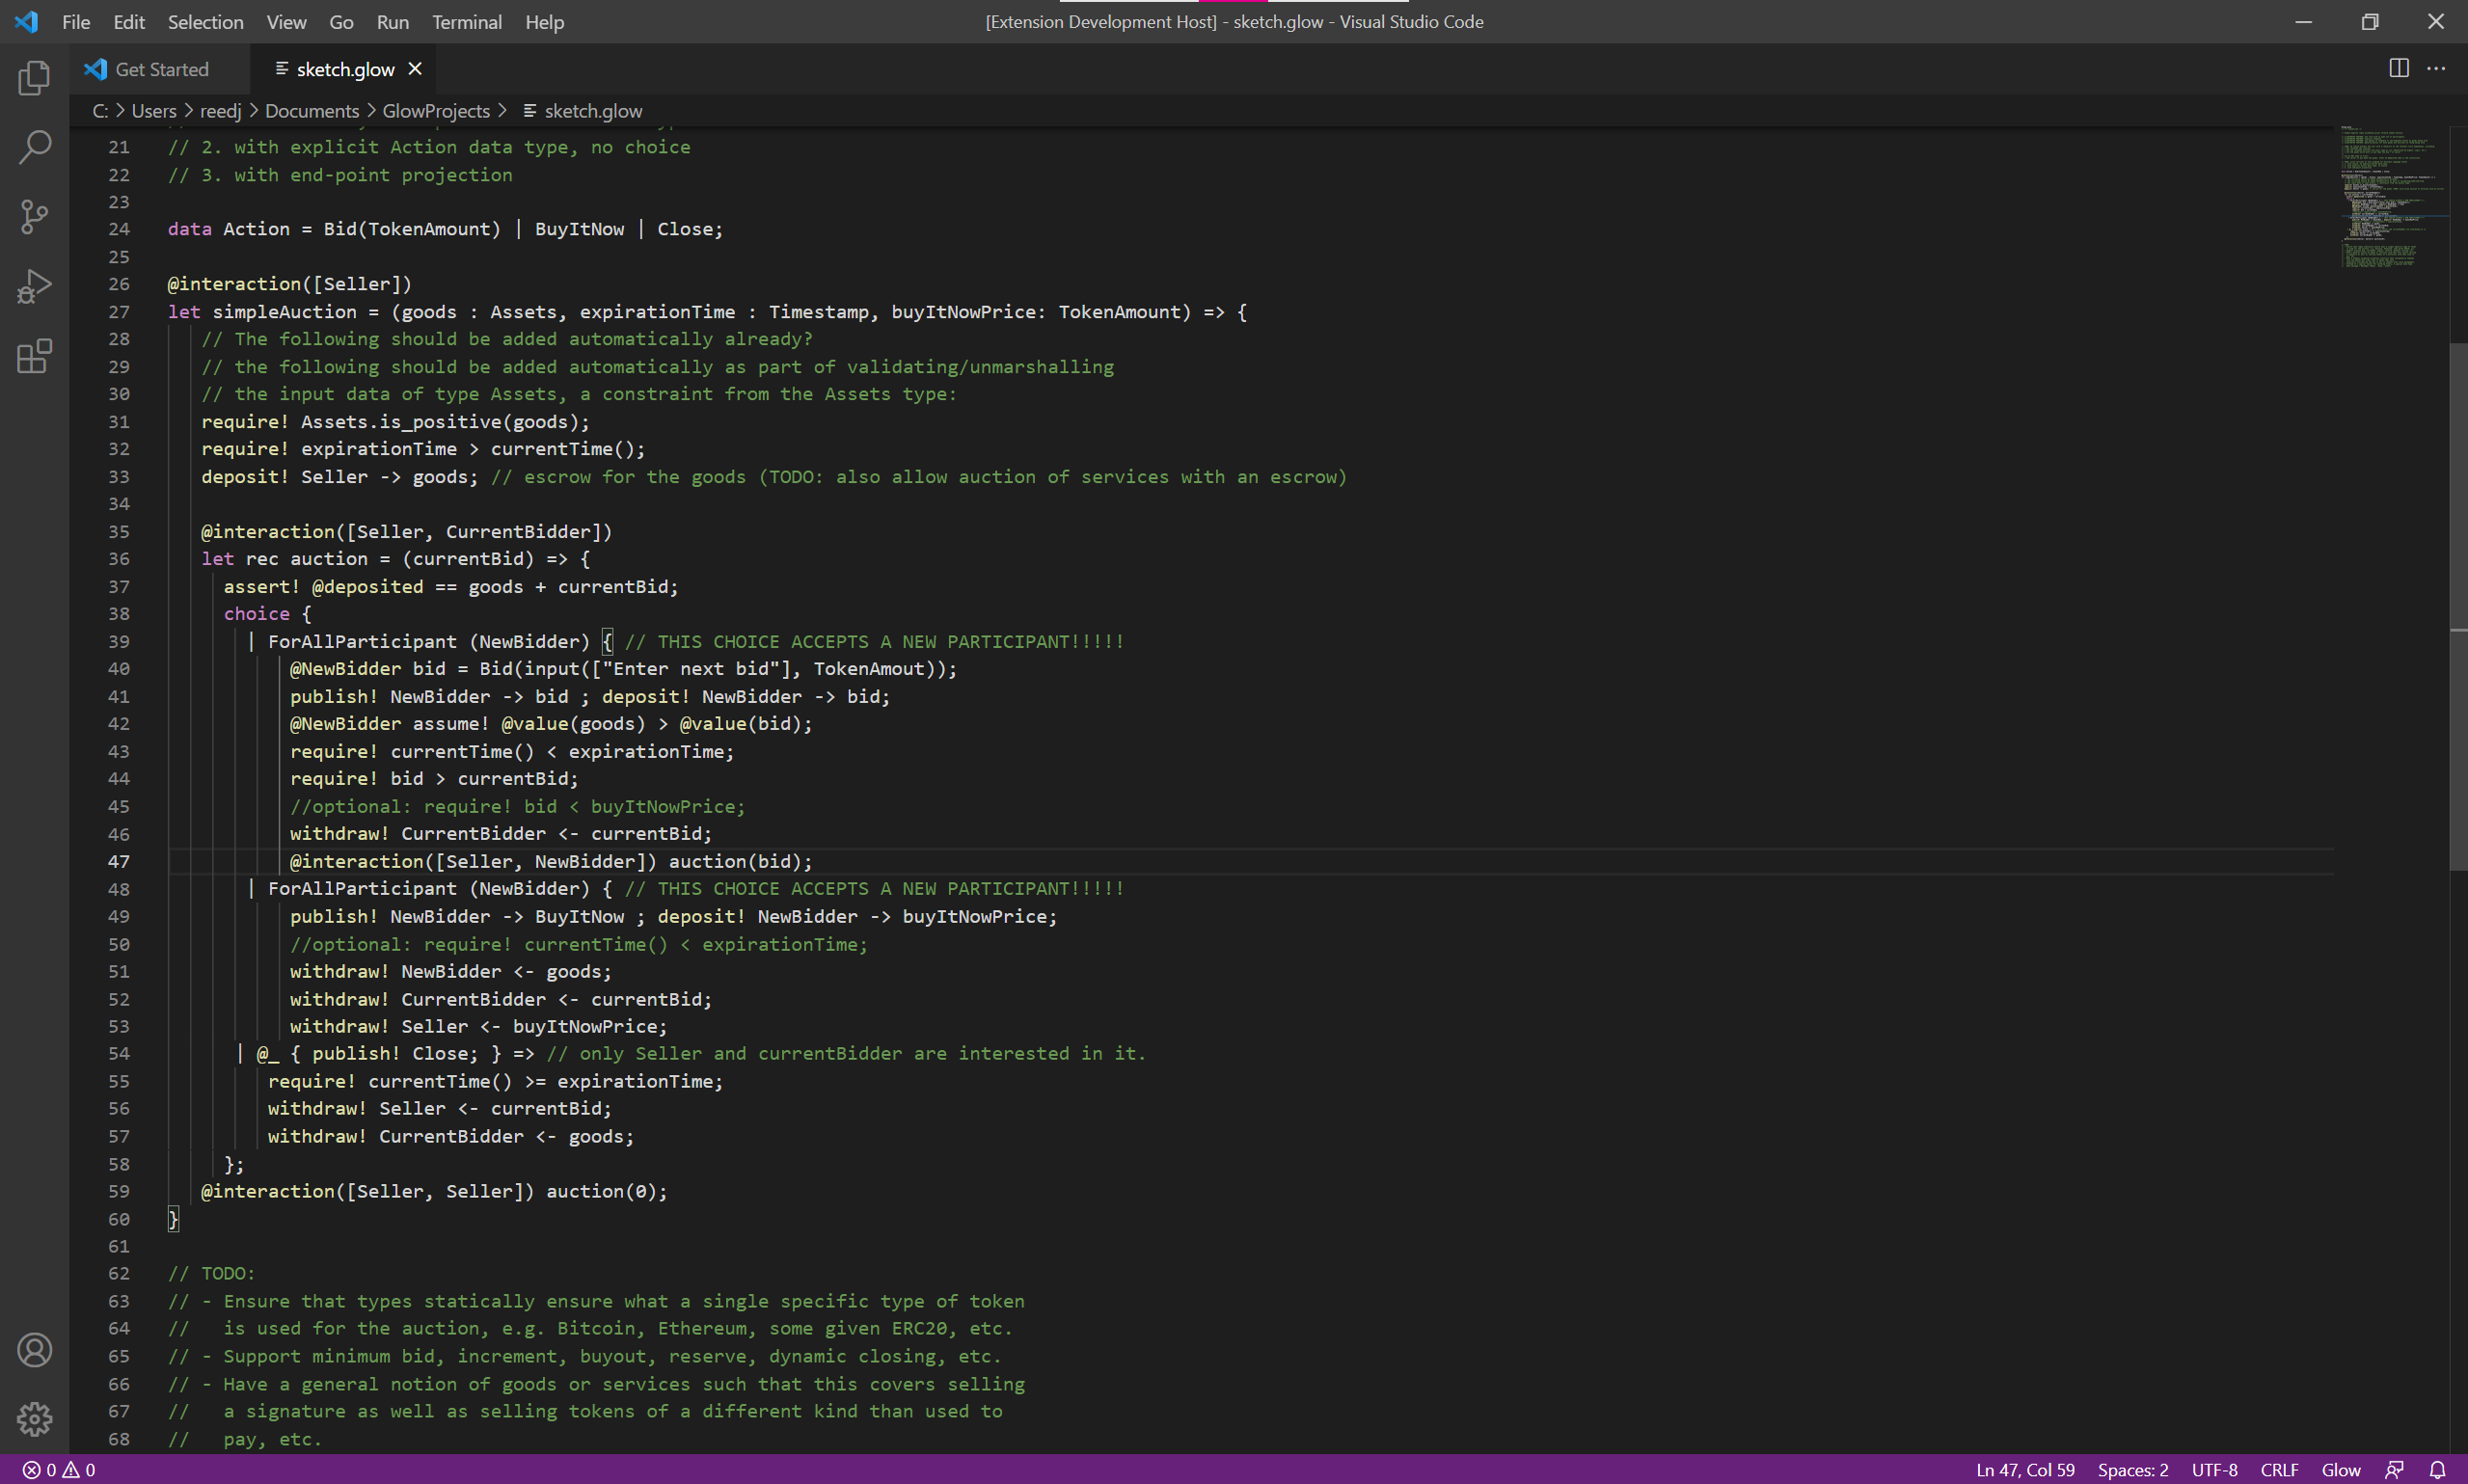 File Edit Selection View Go Run Terminal Help
[Extension Development Host] - sketch.glow - Visual Studio Code
Get Started
sketch.glow
C: > Users > reedj > Documents > GlowProjects > sketch.glow
21 // 2. with explicit Action data type, no choice
22 // 3. with end-point projection
23
24 data Action = Bid(TokenAmount) | BuyItNow | Close;
25
26 @interaction([Seller])
27 let simpleAuction = (goods : Assets, expirationTime : Timestamp, buyItNowPrice: TokenAmount) => {
28 // The following should be added automatically already?
29 // the following should be added automatically as part of validating/unmarshalling
30 // the input data of type Assets, a constraint from the Assets type:
31 require! Assets.is_positive(goods);
32 require! expirationTime > currentTime();
33 deposit! Seller -> goods; // escrow for the goods (TODO: also allow auction of services with an escrow)
34
35 @interaction([Seller, CurrentBidder])
36 let rec auction = (currentBid) => {
37 assert! @deposited == goods + currentBid;
38 choice {
39 | ForAllParticipant (NewBidder) { // THIS CHOICE ACCEPTS A NEW PARTICIPANT!!!!!
40 @NewBidder bid = Bid(input(["Enter next bid"], TokenAmout));
41 publish! NewBidder -> bid ; deposit! NewBidder -> bid;
42 @NewBidder assume! @value(goods) > @value(bid);
43 require! currentTime() < expirationTime;
44 require! bid > currentBid;
45 //optional: require! bid < buyItNowPrice;
46 withdraw! CurrentBidder <- currentBid;
47 @interaction([Seller, NewBidder]) auction(bid);
48 | ForAllParticipant (NewBidder) { // THIS CHOICE ACCEPTS A NEW PARTICIPANT!!!!!
49 publish! NewBidder -> BuyItNow ; deposit! NewBidder -> buyItNowPrice;
50 //optional: require! currentTime() < expirationTime;
51 withdraw! NewBidder <- goods;
52 withdraw! CurrentBidder <- currentBid;
53 withdraw! Seller <- buyItNowPrice;
54 | @_ { publish! Close; } => // only Seller and currentBidder are interested in it.
55 require! currentTime() >= expirationTime;
56 withdraw! Seller <- currentBid;
57 withdraw! CurrentBidder <- goods;
58 };
59 @interaction([Seller, Seller]) auction(0);
60 }
61
62 // TODO:
63 // - Ensure that types statically ensure what a single specific type of token
64 // is used for the auction, e.g. Bitcoin, Ethereum, some given ERC20, etc.
65 // - Support minimum bid, increment, buyout, reserve, dynamic closing, etc.
66 // - Have a general notion of goods or services such that this covers selling
67 // a signature as well as selling tokens of a different kind than used to
68 // pay, etc.
0 0 Ln 47, Col 59 Spaces: 2 UTF-8 CRLF Glow